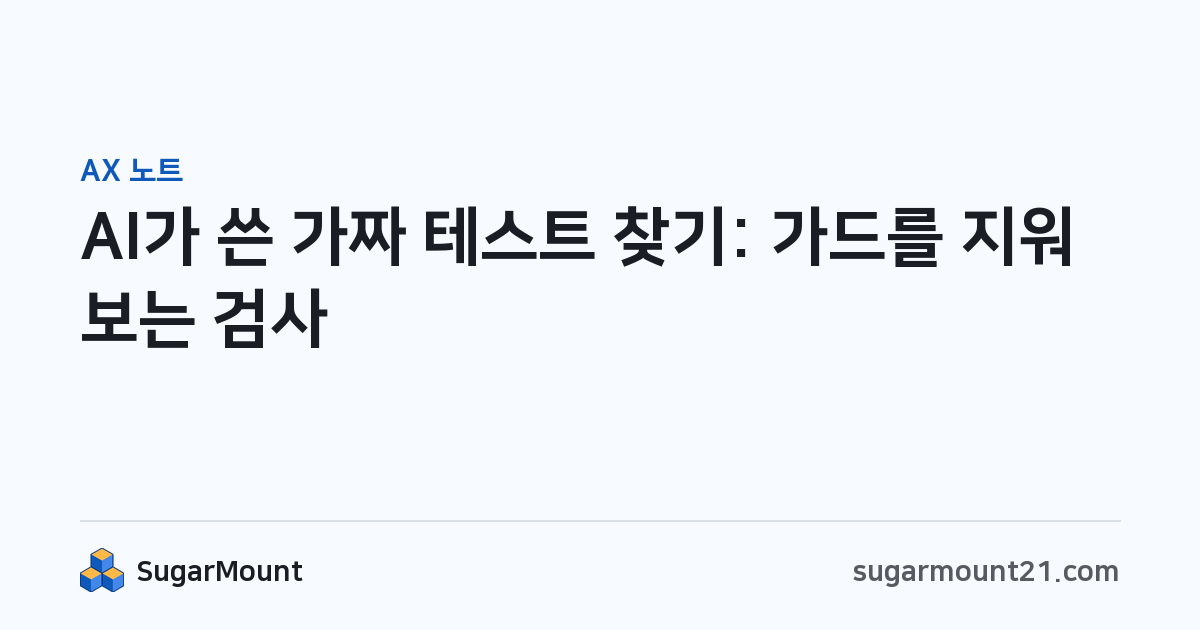 AX 노트
AI가 쓴 가짜 테스트 찾기: 가드를 지워
보는 검사
SugarMount
sugarmount21.com